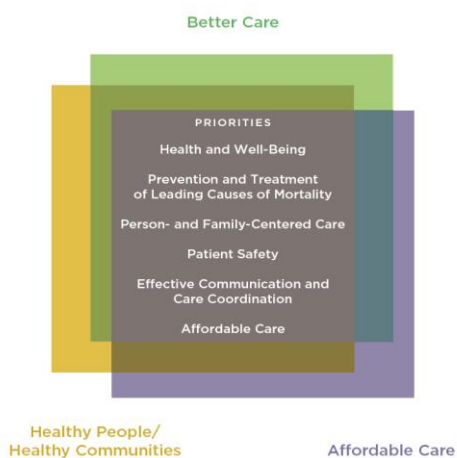 Better Care
PRIORITIES
Health and Well-Being
Prevention and Treatment
of Leading Causes of Mortality
Person- and Family-Centered Care
Patient Safety
Effective Communication and
Care Coordination
Affordable Care
Healthy People/
Healthy Communities
Affordable Care